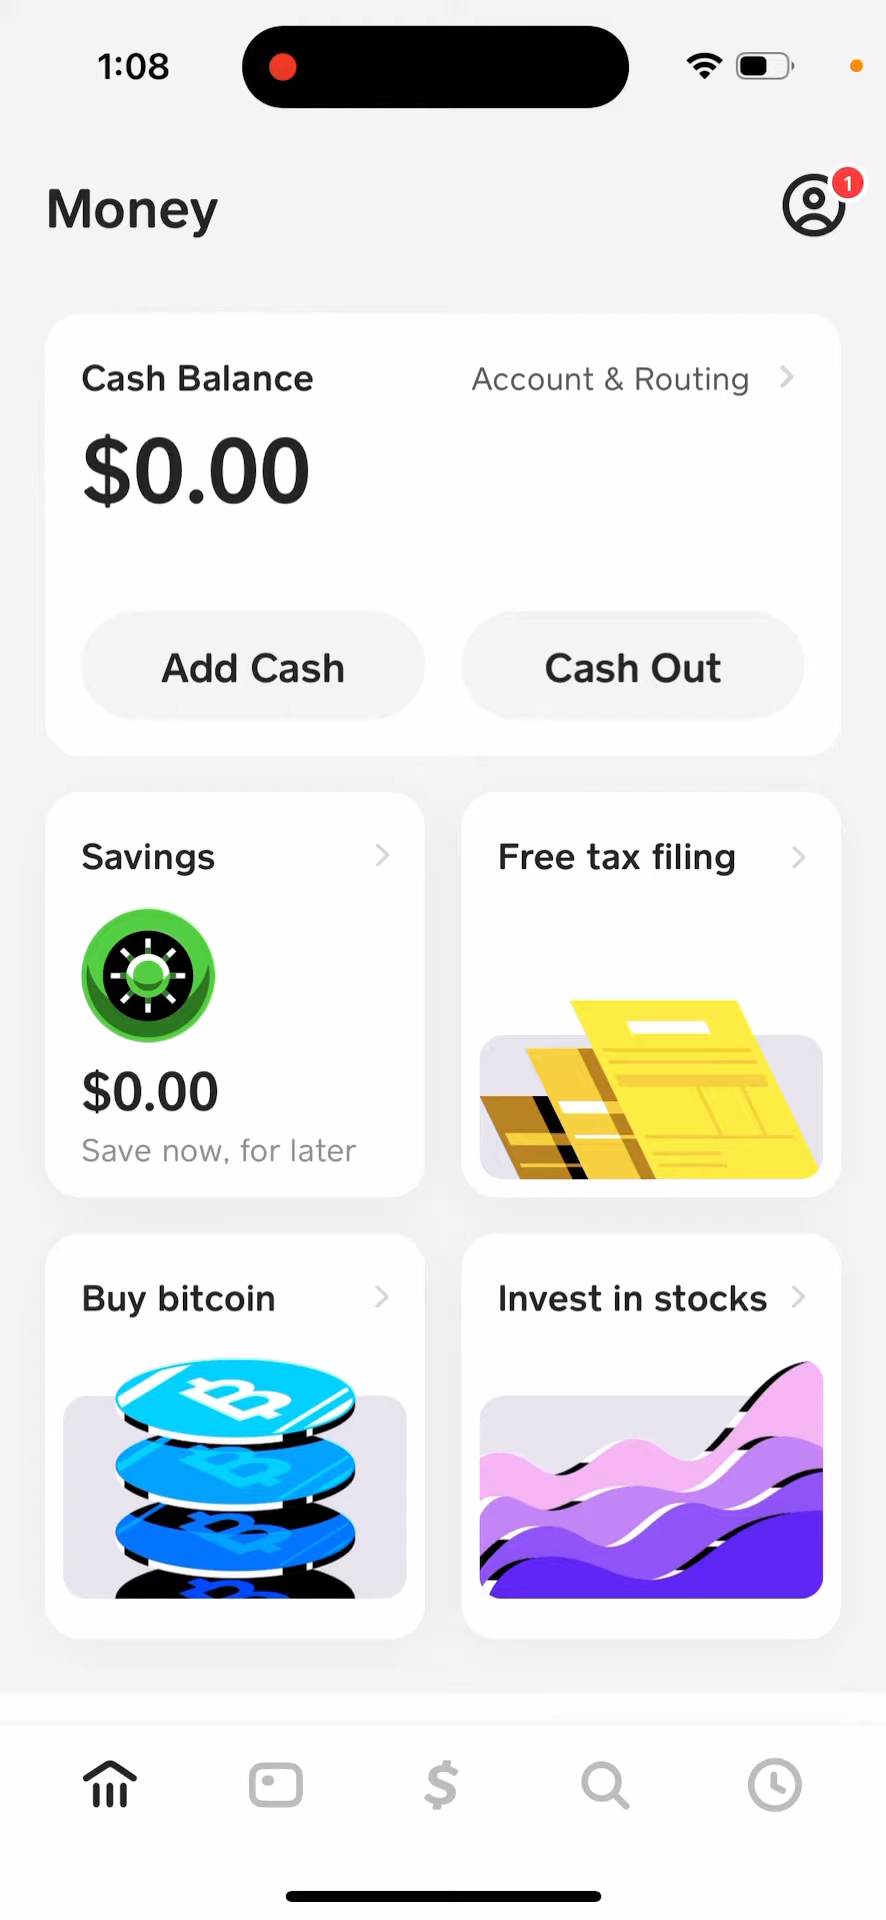 1:08
Money
1
Cash Balance
Account & Routing
$0.00
Add Cash
Cash Out
Savings
Free tax filing
$0.00
Save now, for later
Buy bitcoin
Invest in stocks